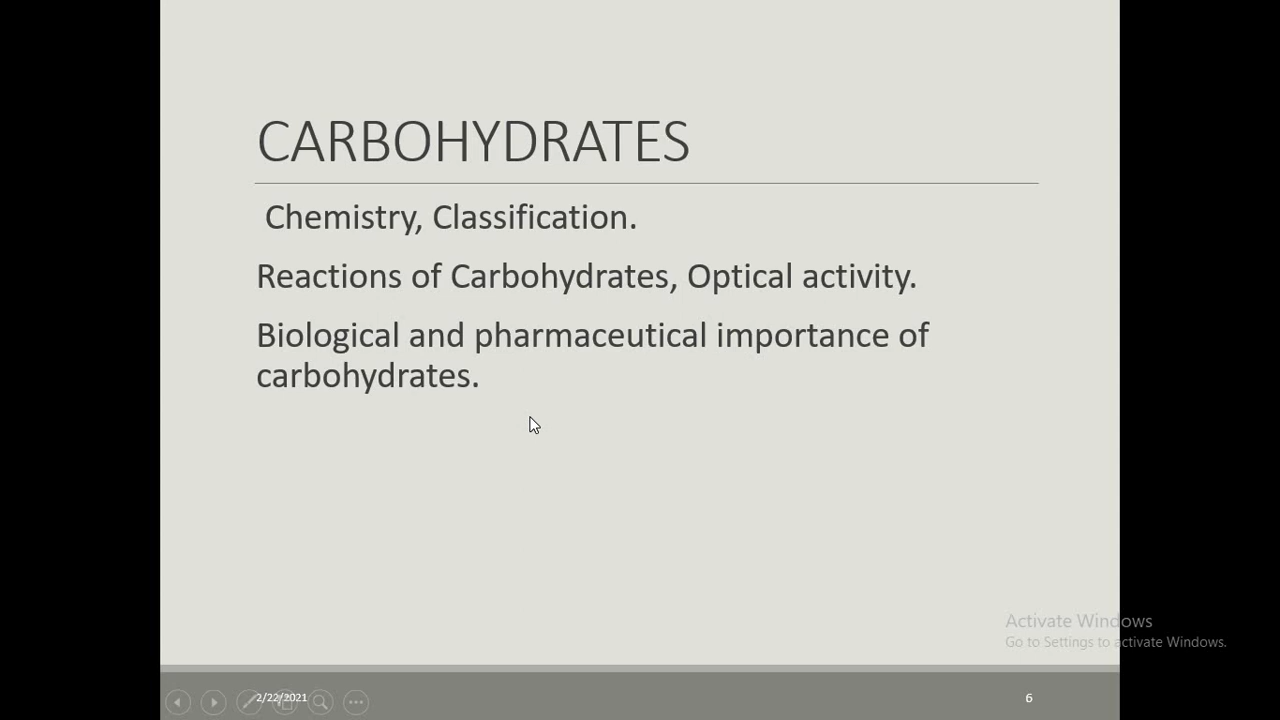 CARBOHYDRATES
Chemistry, Classification.
Reactions of Carbohydrates, Optical activity.
Biological and pharmaceutical importance of
carbohydrates.
Activate Windows
Go to Settings to activate Windows.
2/22/2021
6